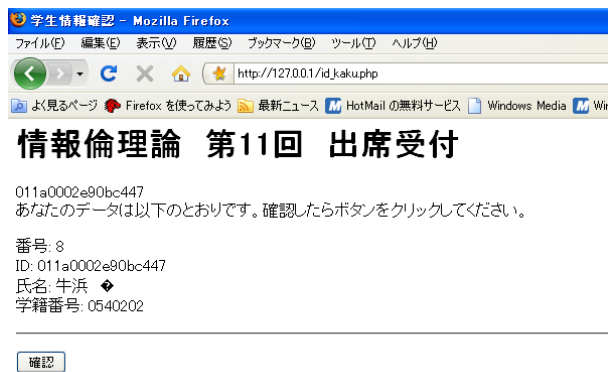 学生情報確認 - Mozilla Firefox
ファイル(F) 編集(E) 表示(V) 履歴(S) ブックマーク(B) ツール(T) ヘルプ(H)
http://127.0.0.1/id_kaku.php
よく見るページ Firefox を使ってみよう 最新ニュース HotMail の無料サービス Windows Media Wi
情報倫理論 第11回 出席受付
011a0002e90bc447
あなたのデータは以下のとおりです。確認したらボタンをクリックしてください。
番号: 8
ID: 011a0002e90bc447
氏名: 牛浜 �
学籍番号: 0540202
確認